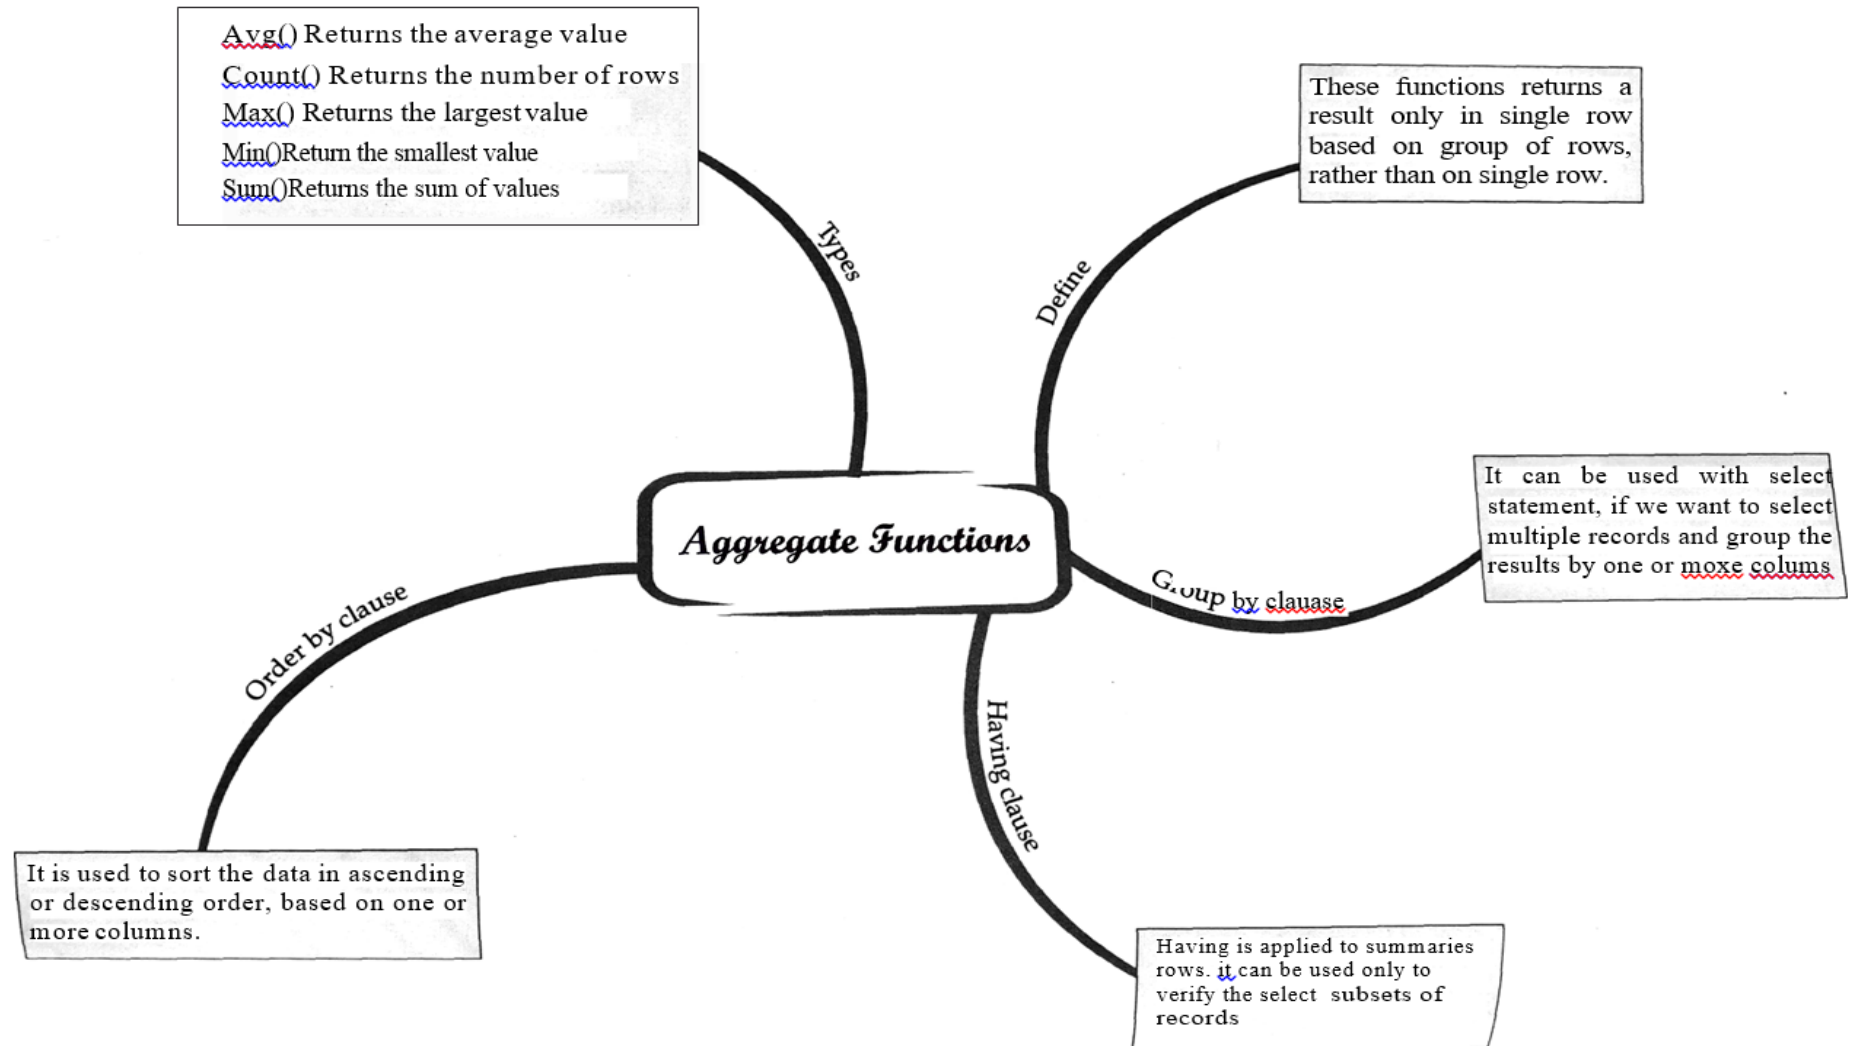 Avg() Returns the average value
Count() Returns the number of rows
Max() Returns the largest value
Min()Return the smallest value
Sum()Returns the sum of values
Types
Define
These functions returns a
result only in single row
based on group of rows,
rather than on single row.
Aggregate Functions
Group by clauase
It can be used with select
statement, if we want to select
multiple records and group the
results by one or moxe colums
Order by clause
It is used to sort the data in ascending
or descending order, based on one or
more columns.
Having clause
Having is applied to summaries
rows. it can be used only to
verify the select subsets of
records